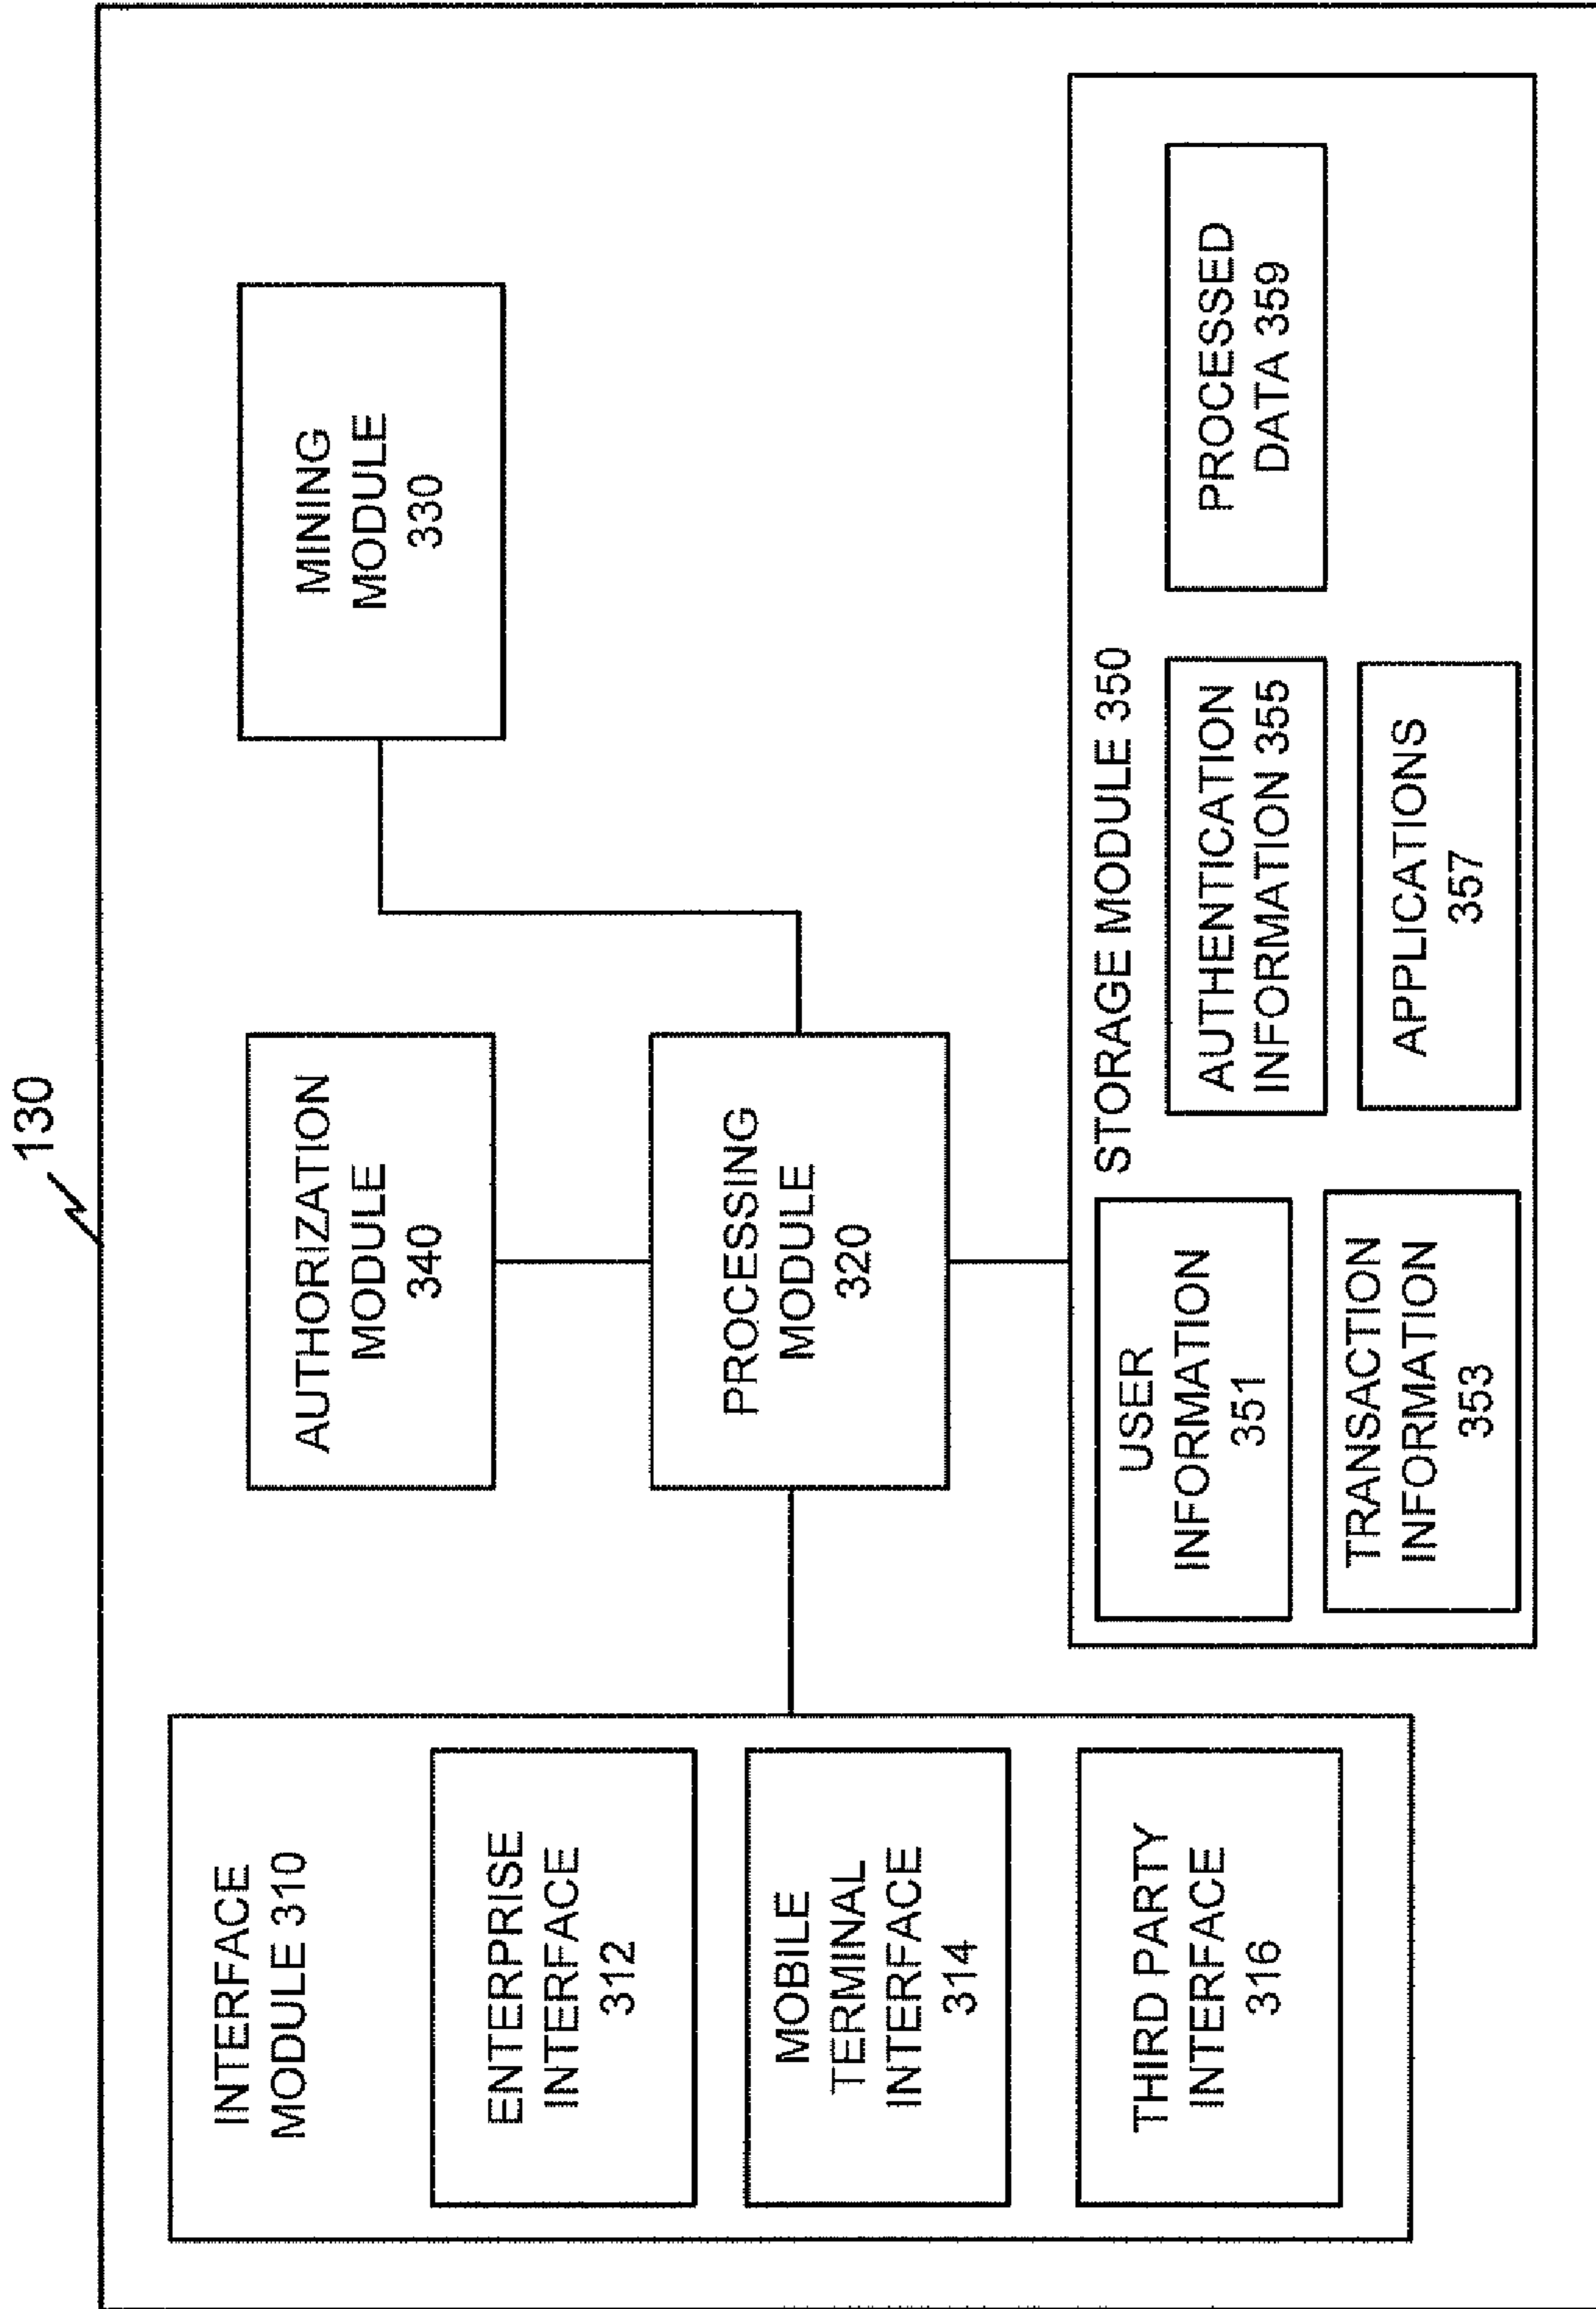 130
INTERFACE
MODULE 310
ENTERPRISE
INTERFACE
312
MOBILE
TERMINAL
INTERFACE
314
THIRD PARTY
INTERFACE
316
AUTHORIZATION
MODULE
340
PROCESSING
MODULE
320
MINING
MODULE
330
STORAGE MODULE 350
USER
INFORMATION
351
TRANSACTION
INFORMATION
353
AUTHENTICATION
INFORMATION 355
APPLICATIONS
357
PROCESSED
DATA 359